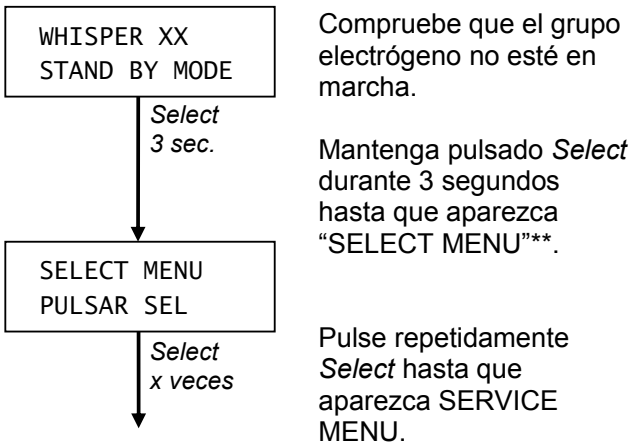 WHISPER XX
STAND BY MODE
Compruebe que el grupo
electrógeno no esté en
marcha.
Select
3 sec.
Mantenga pulsado Select
durante 3 segundos
hasta que aparezca
“SELECT MENU”**.
SELECT MENU
PULSAR SEL
Select
x veces
Pulse repetidamente
Select hasta que
aparezca SERVICE
MENU.